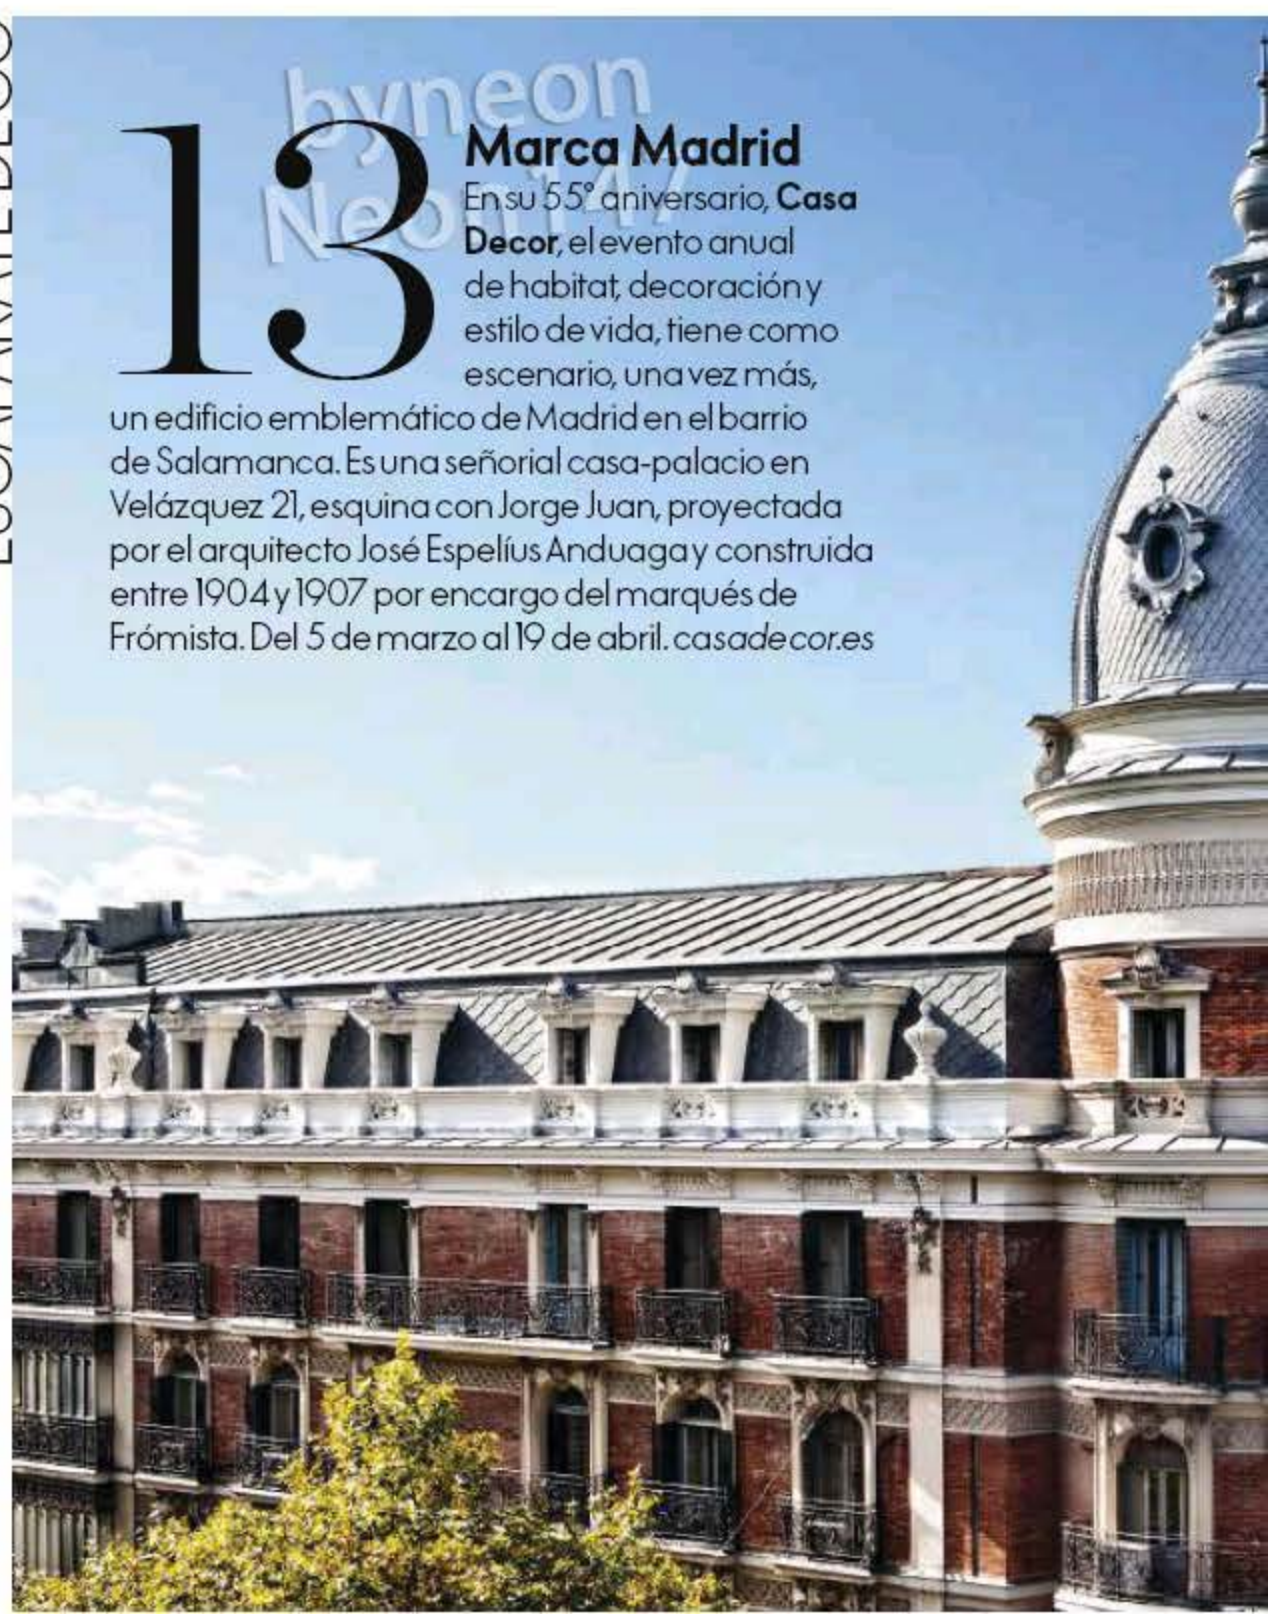 byneon
Neon147
13
Marca Madrid
En su 55º aniversario, Casa
Decor, el evento anual
de habitat, decoración y
estilo de vida, tiene como
escenario, una vez más,
un edificio emblemático de Madrid en el barrio
de Salamanca. Es una señorial casa-palacio en
Velázquez 21, esquina con Jorge Juan, proyectada
por el arquitecto José Espelíus Anduaga y construida
entre 1904 y 1907 por encargo del marqués de
Frómista. Del 5 de marzo al 19 de abril. casadecor.es